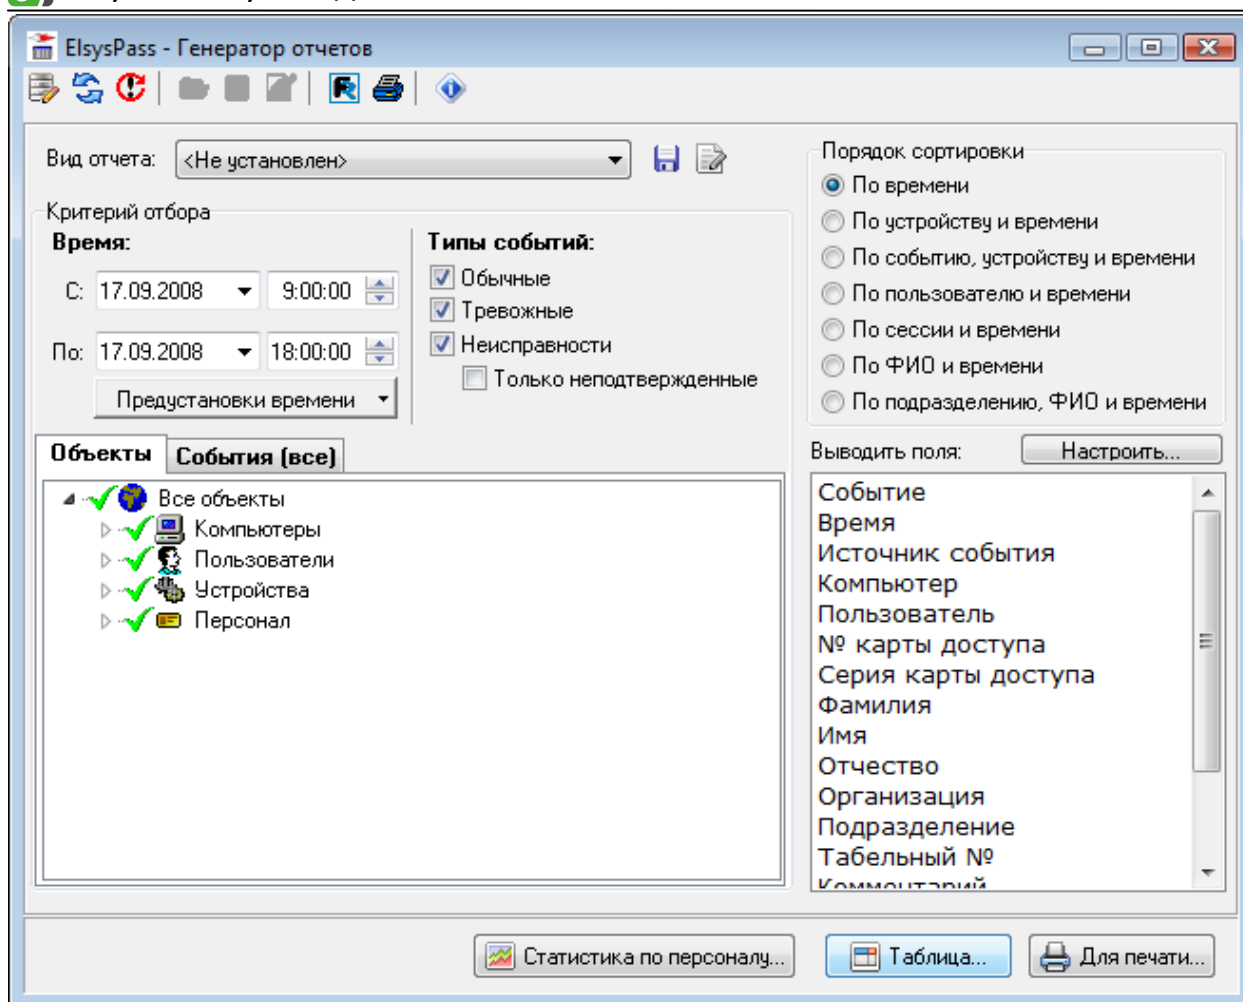 ElsysPass - Генератор отчетов
Вид отчета: <Не установлен>
Критерий отбора
Время:
С: 17.09.2008 9:00:00
По: 17.09.2008 18:00:00
Предустановки времени
Типы событий:
Обычные
Тревожные
Неисправности
Только неподтвержденные
Порядок сортировки
По времени
По устройству и времени
По событию, устройству и времени
По пользователю и времени
По сессии и времени
По ФИО и времени
По подразделению, ФИО и времени
Объекты События (все)
Все объекты
Компьютеры
Пользователи
Устройства
Персонал
Выводить поля: Настроить...
Событие
Время
Источник события
Компьютер
Пользователь
№ карты доступа
Серия карты доступа
Фамилия
Имя
Отчество
Организация
Подразделение
Табельный №
Комментарий
Статистика по персоналу... Таблица... Для печати...